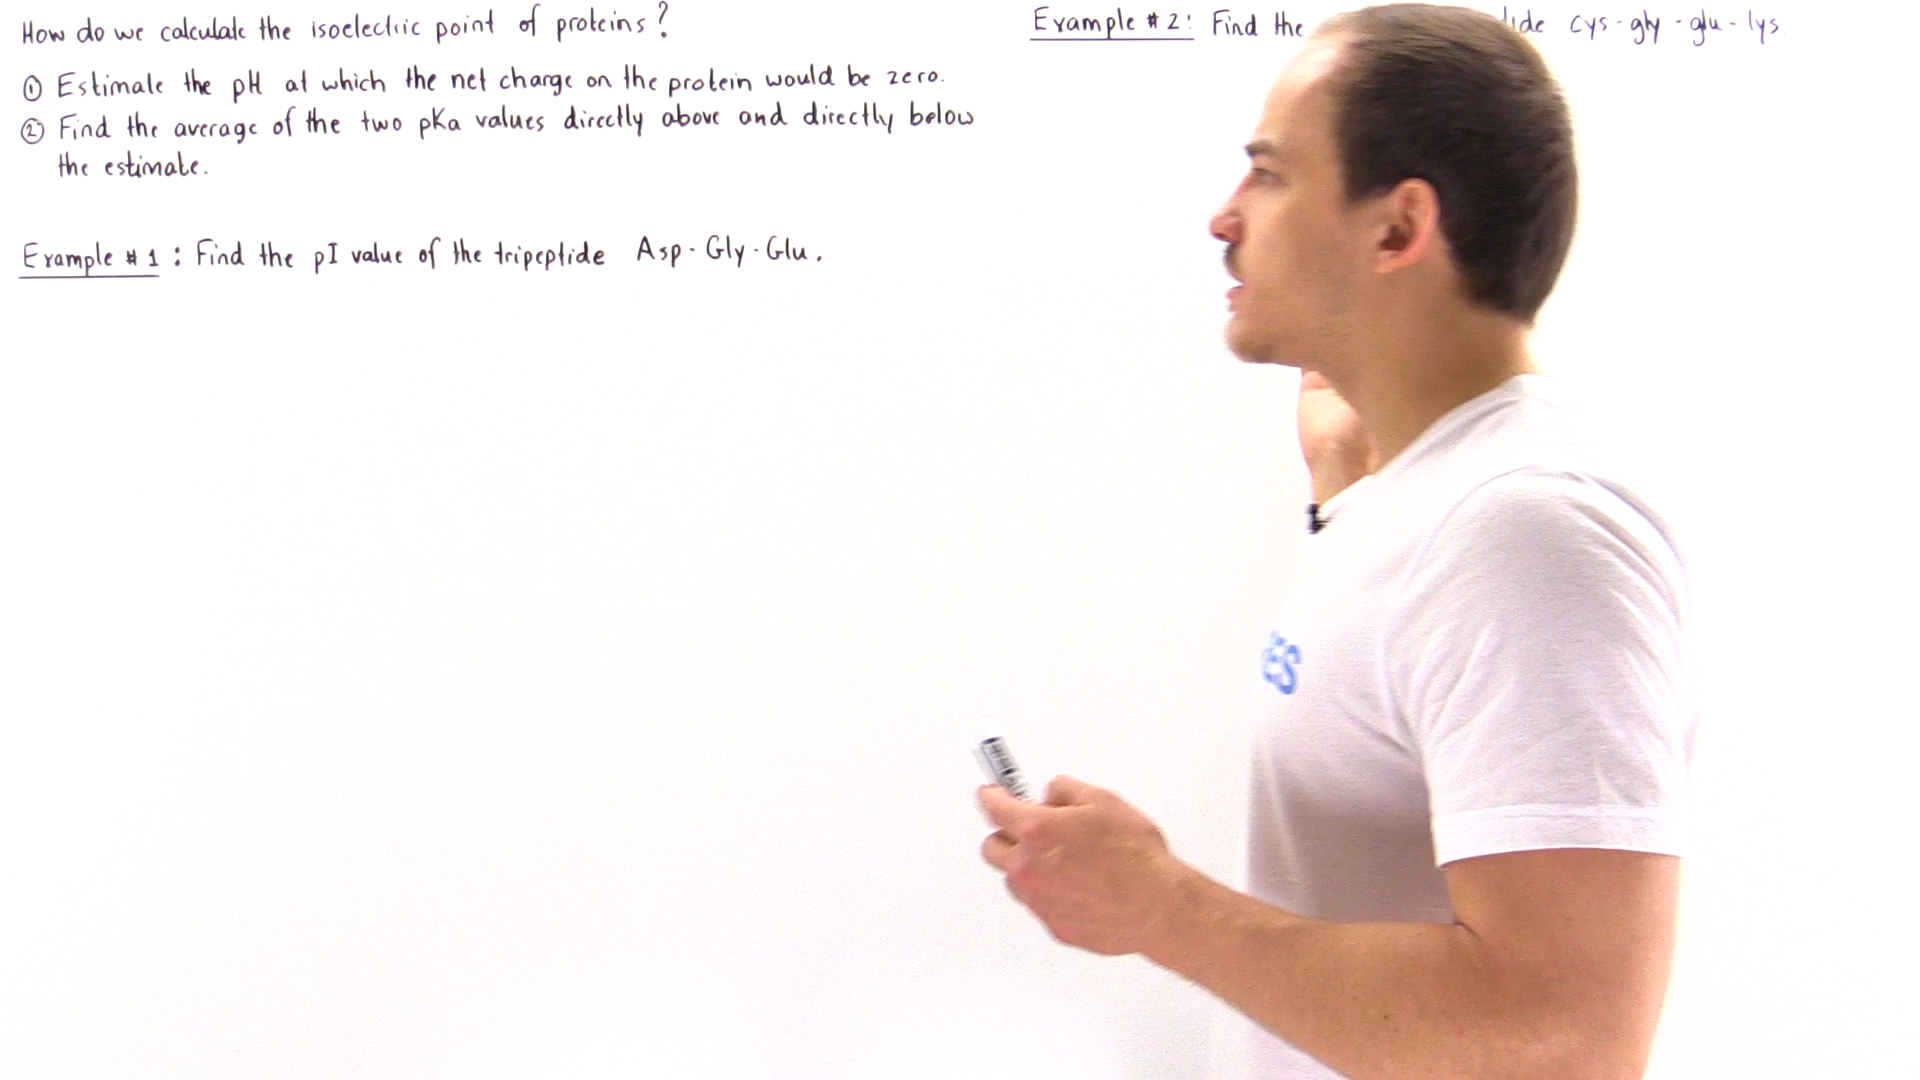 How do we calculate the isoelectric point of proteins?
① Estimate the pH at which the net charge on the protein would be zero.
② Find the average of the two pKa values directly above and directly below
the estimate.
Example #1: Find the pI value of the tripeptide Asp-Gly-Glu.
Example #2: Find the cys-gly-glu-lys